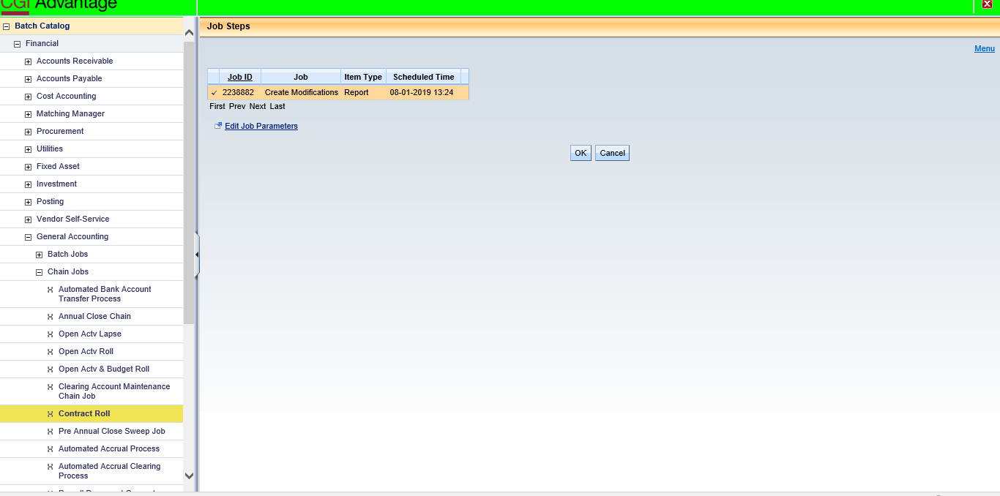 CGI Advantage
Batch Catalog
Financial
Accounts Receivable
Accounts Payable
Cost Accounting
Matching Manager
Procurement
Utilities
Fixed Asset
Investment
Posting
Vendor Self-Service
General Accounting
Batch Jobs
Chain Jobs
Automated Bank Account
Transfer Process
Annual Close Chain
Open Actv Lapse
Open Actv Roll
Open Actv & Budget Roll
Clearing Account Maintenance
Chain Job
Contract Roll
Pre Annual Close Sweep Job
Automated Accrual Process
Automated Accrual Clearing
Process
Job Steps
Menu
Job ID Job Item Type Scheduled Time
2238882 Create Modifications Report 08-01-2019 13:24
First Prev Next Last
Edit Job Parameters
OK Cancel